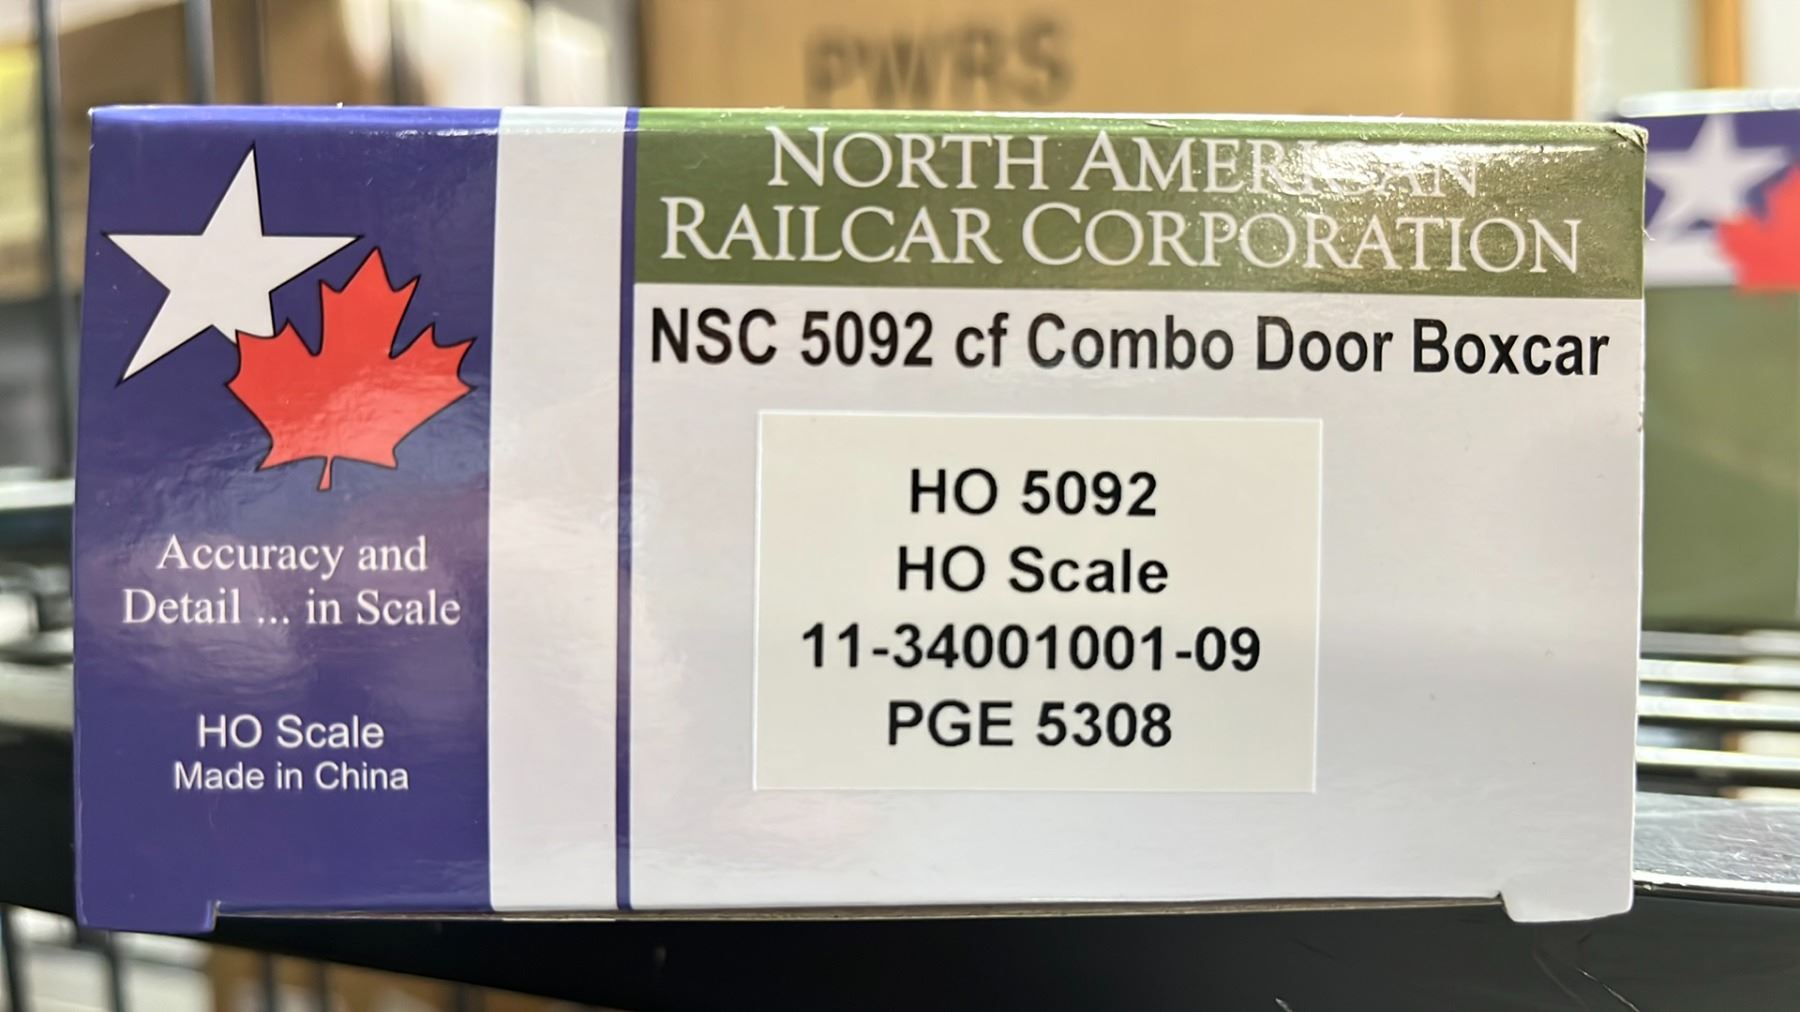 PWRS
NORTH AMERICAN
RAILCAR CORPORATION
NSC 5092 cf Combo Door Boxcar
HO 5092
HO Scale
11-34001001-09
PGE 5308
Accuracy and
Detail ... in Scale
HO Scale
Made in China